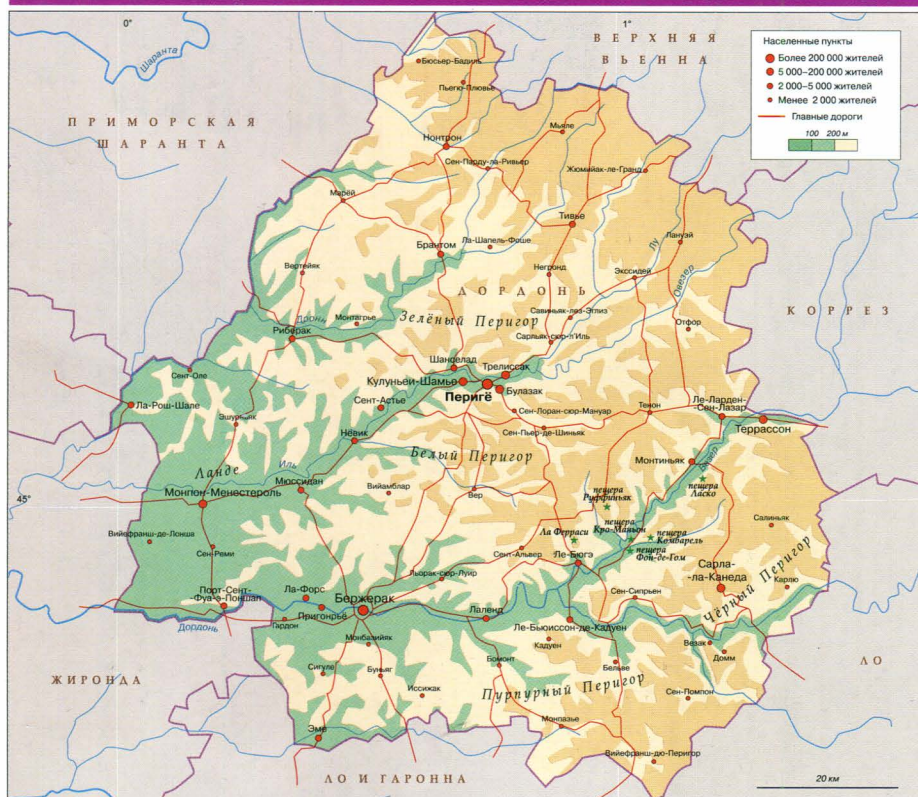 0°
1°
Шаранта
ВЕРХНЯЯ
ВЬЕННА
Населенные пункты
Более 200 000 жителей
5 000–200 000 жителей
2 000–5 000 жителей
Менее 2 000 жителей
Главные дороги
100 200 м
ПРИМОРСКАЯ
ШАРАНТА
Бюсьер-Бадиль
Пьегю-Плювье
Нонтрон
Мьяле
Сен-Парду-ла-Ривьер
Жюмийак-ле-Гранд
Марёй
Тивье
Брантом
Ла-Шапель-Фоше
Лануэй
Вертейяк
Негронд
Экссидей
Лу
Овезер
ДОРДОНЬ
КОРРЕЗ
Дронь
Монтагрье
Зелёный Перигор
Савиньяк-лез-Эглиз
Риберак
Сарльяк-сюр-л'Иль
Отфор
Шанселад
Трелиссак
Сент-Оле
Кулуньеи-Шамье
Булазак
Перигё
Ла-Рош-Шале
Сент-Астье
Сен-Лоран-сюр-Мануар
Тенон
Ле-Ларден-
-Сен-Лазар
Эшурньяк
Сен-Пьер-де-Шиньяк
Террассон
Нёвик
Белый Перигор
Ланде
Иль
Монтиньяк
Везер
Мюссидан
Вийамблар
Вер
пещера
Руффиньяк
пещера
Ласко
45°
Монпон-Менестероль
пещера
Кро-Маньон
Салиньяк
Вийефранш-де-Лонша
Ла Ферраси
пещера
Комбарель
Сен-Реми
Сент-Альвер
Ле-Бюгэ
пещера
Фон-де-Гом
Сарла-
-ла-Канеда
Льорак-сюр-Луир
Порт-Сент-
-Фуа-э-Поншап
Ла-Форс
Бержерак
Сен-Сипрьен
Карлю
Чёрный Перигор
Пригонрьё
Лаленд
Дордонь
Гардон
Ле-Бьюиссон-де-Кадуен
Монбазийяк
Кадуен
Везак
Домм
ЛО
Сигуле
Буньяг
Бомонт
Бельве
ЖИРОНДА
Иссижак
Пурпурный Перигор
Сен-Помпон
Монпазье
Эме
Вийефранш-дю-Перигор
ЛО И ГАРОННА
20 км